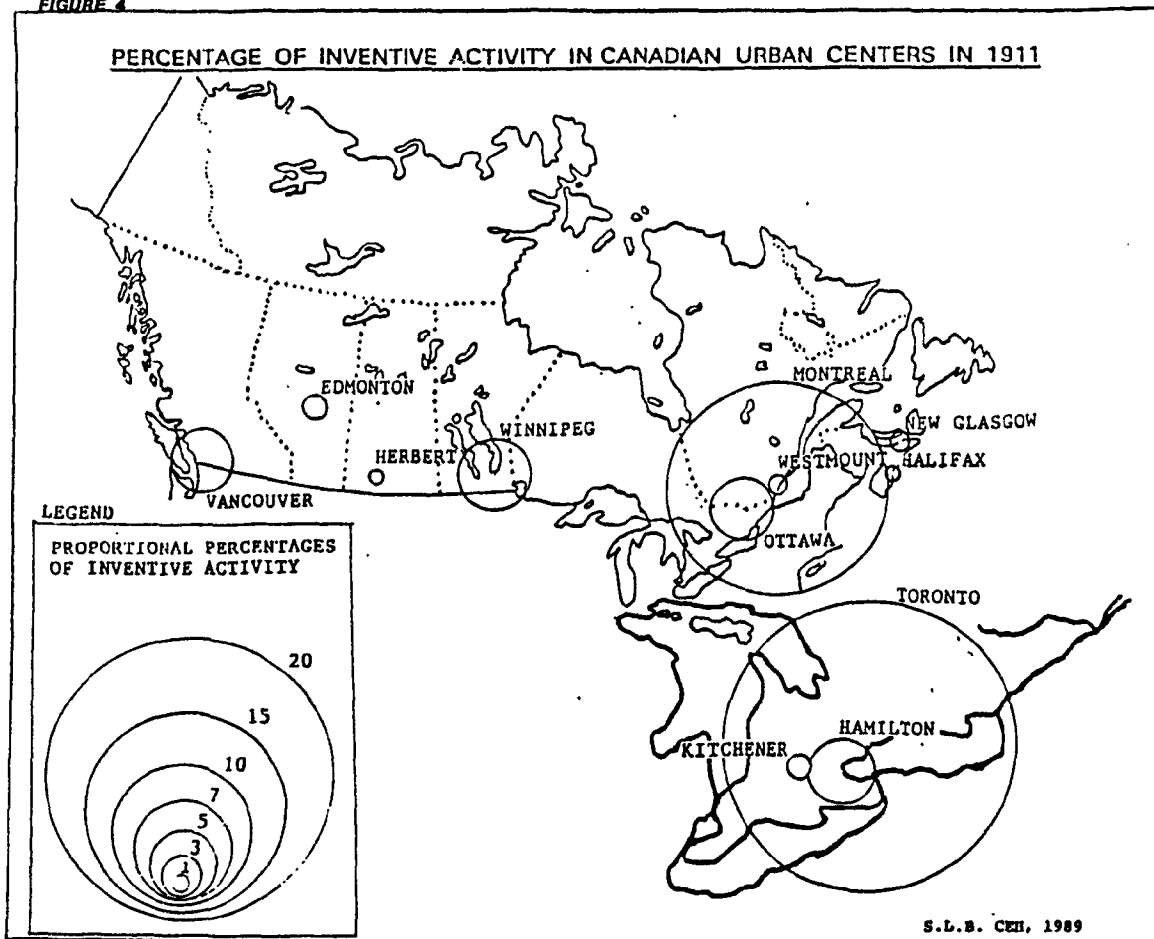 FIGURE 4
PERCENTAGE OF INVENTIVE ACTIVITY IN CANADIAN URBAN CENTERS IN 1911
MONTREAL
EDMONTON
NEW GLASGOW
WINNIPEG
HERBERT
WESTMOUNT
HALIFAX
VANCOUVER
OTTAWA
LEGEND
PROPORTIONAL PERCENTAGES
OF INVENTIVE ACTIVITY
20
15
10
7
5
3
1
TORONTO
HAMILTON
KITCHENER
S.L.B. CEH, 1989